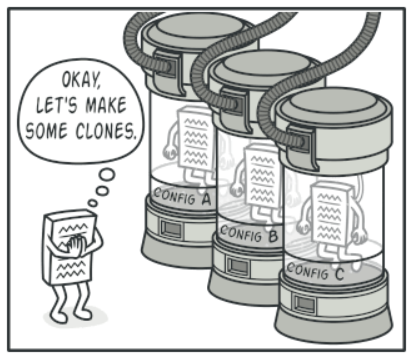 OKAY,
LET'S MAKE
SOME CLONES.
CONFIG A
CONFIG B
CONFIG C